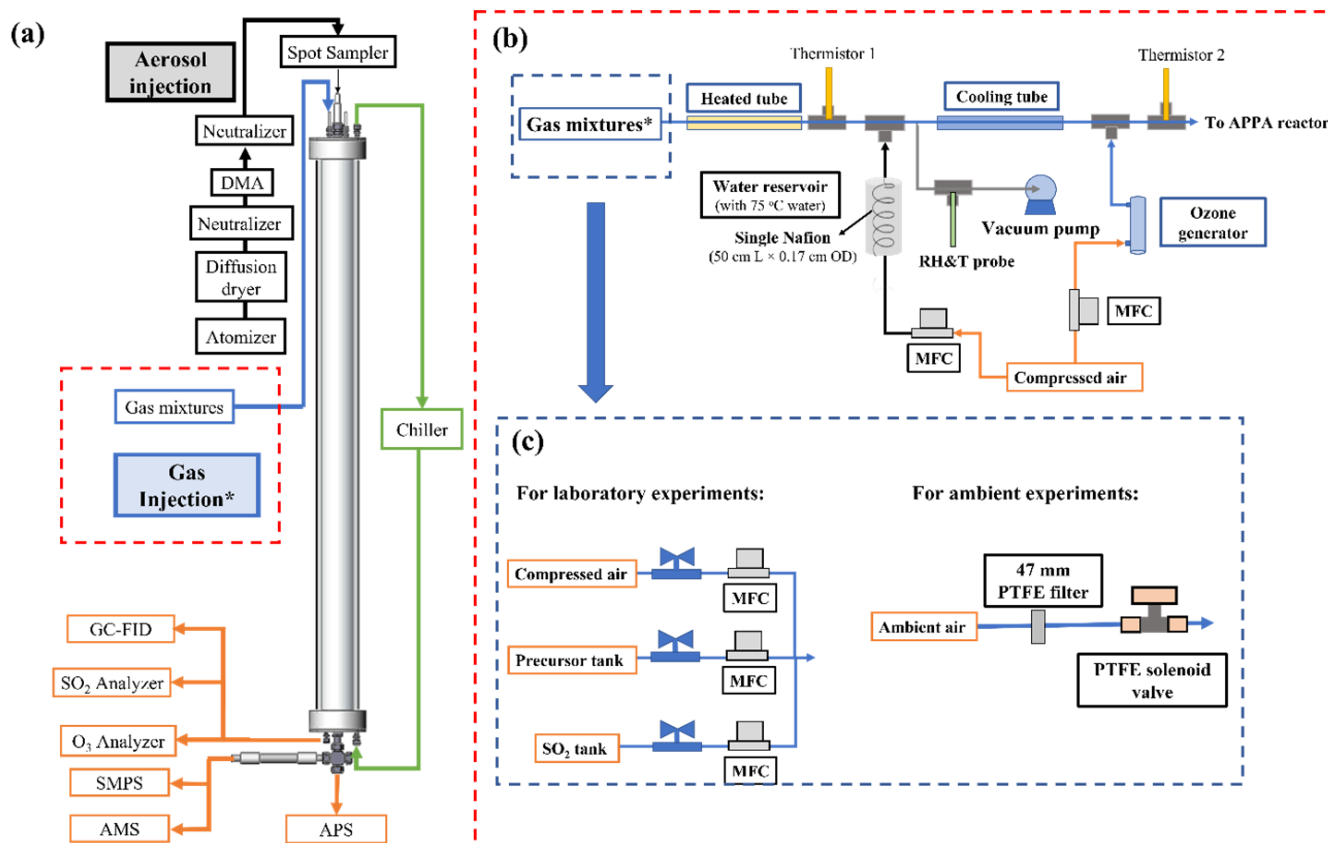 (a)
Aerosol
injection
Spot Sampler
Neutralizer
DMA
Neutralizer
Diffusion
dryer
Atomizer
Gas mixtures
Gas
Injection*
Chiller
GC-FID
SO₂ Analyzer
O₃ Analyzer
SMPS
AMS
APS
(b)
Thermistor 1
Thermistor 2
Gas mixtures*
Heated tube
Cooling tube
To APPA reactor
Water reservoir
(with 75 °C water)
Single Nafion
(50 cm L × 0.17 cm OD)
RH&T probe
Vacuum pump
Ozone
generator
MFC
MFC
Compressed air
(c)
For laboratory experiments:
Compressed air
MFC
Precursor tank
MFC
SO₂ tank
MFC
For ambient experiments:
47 mm
PTFE filter
Ambient air
PTFE solenoid
valve